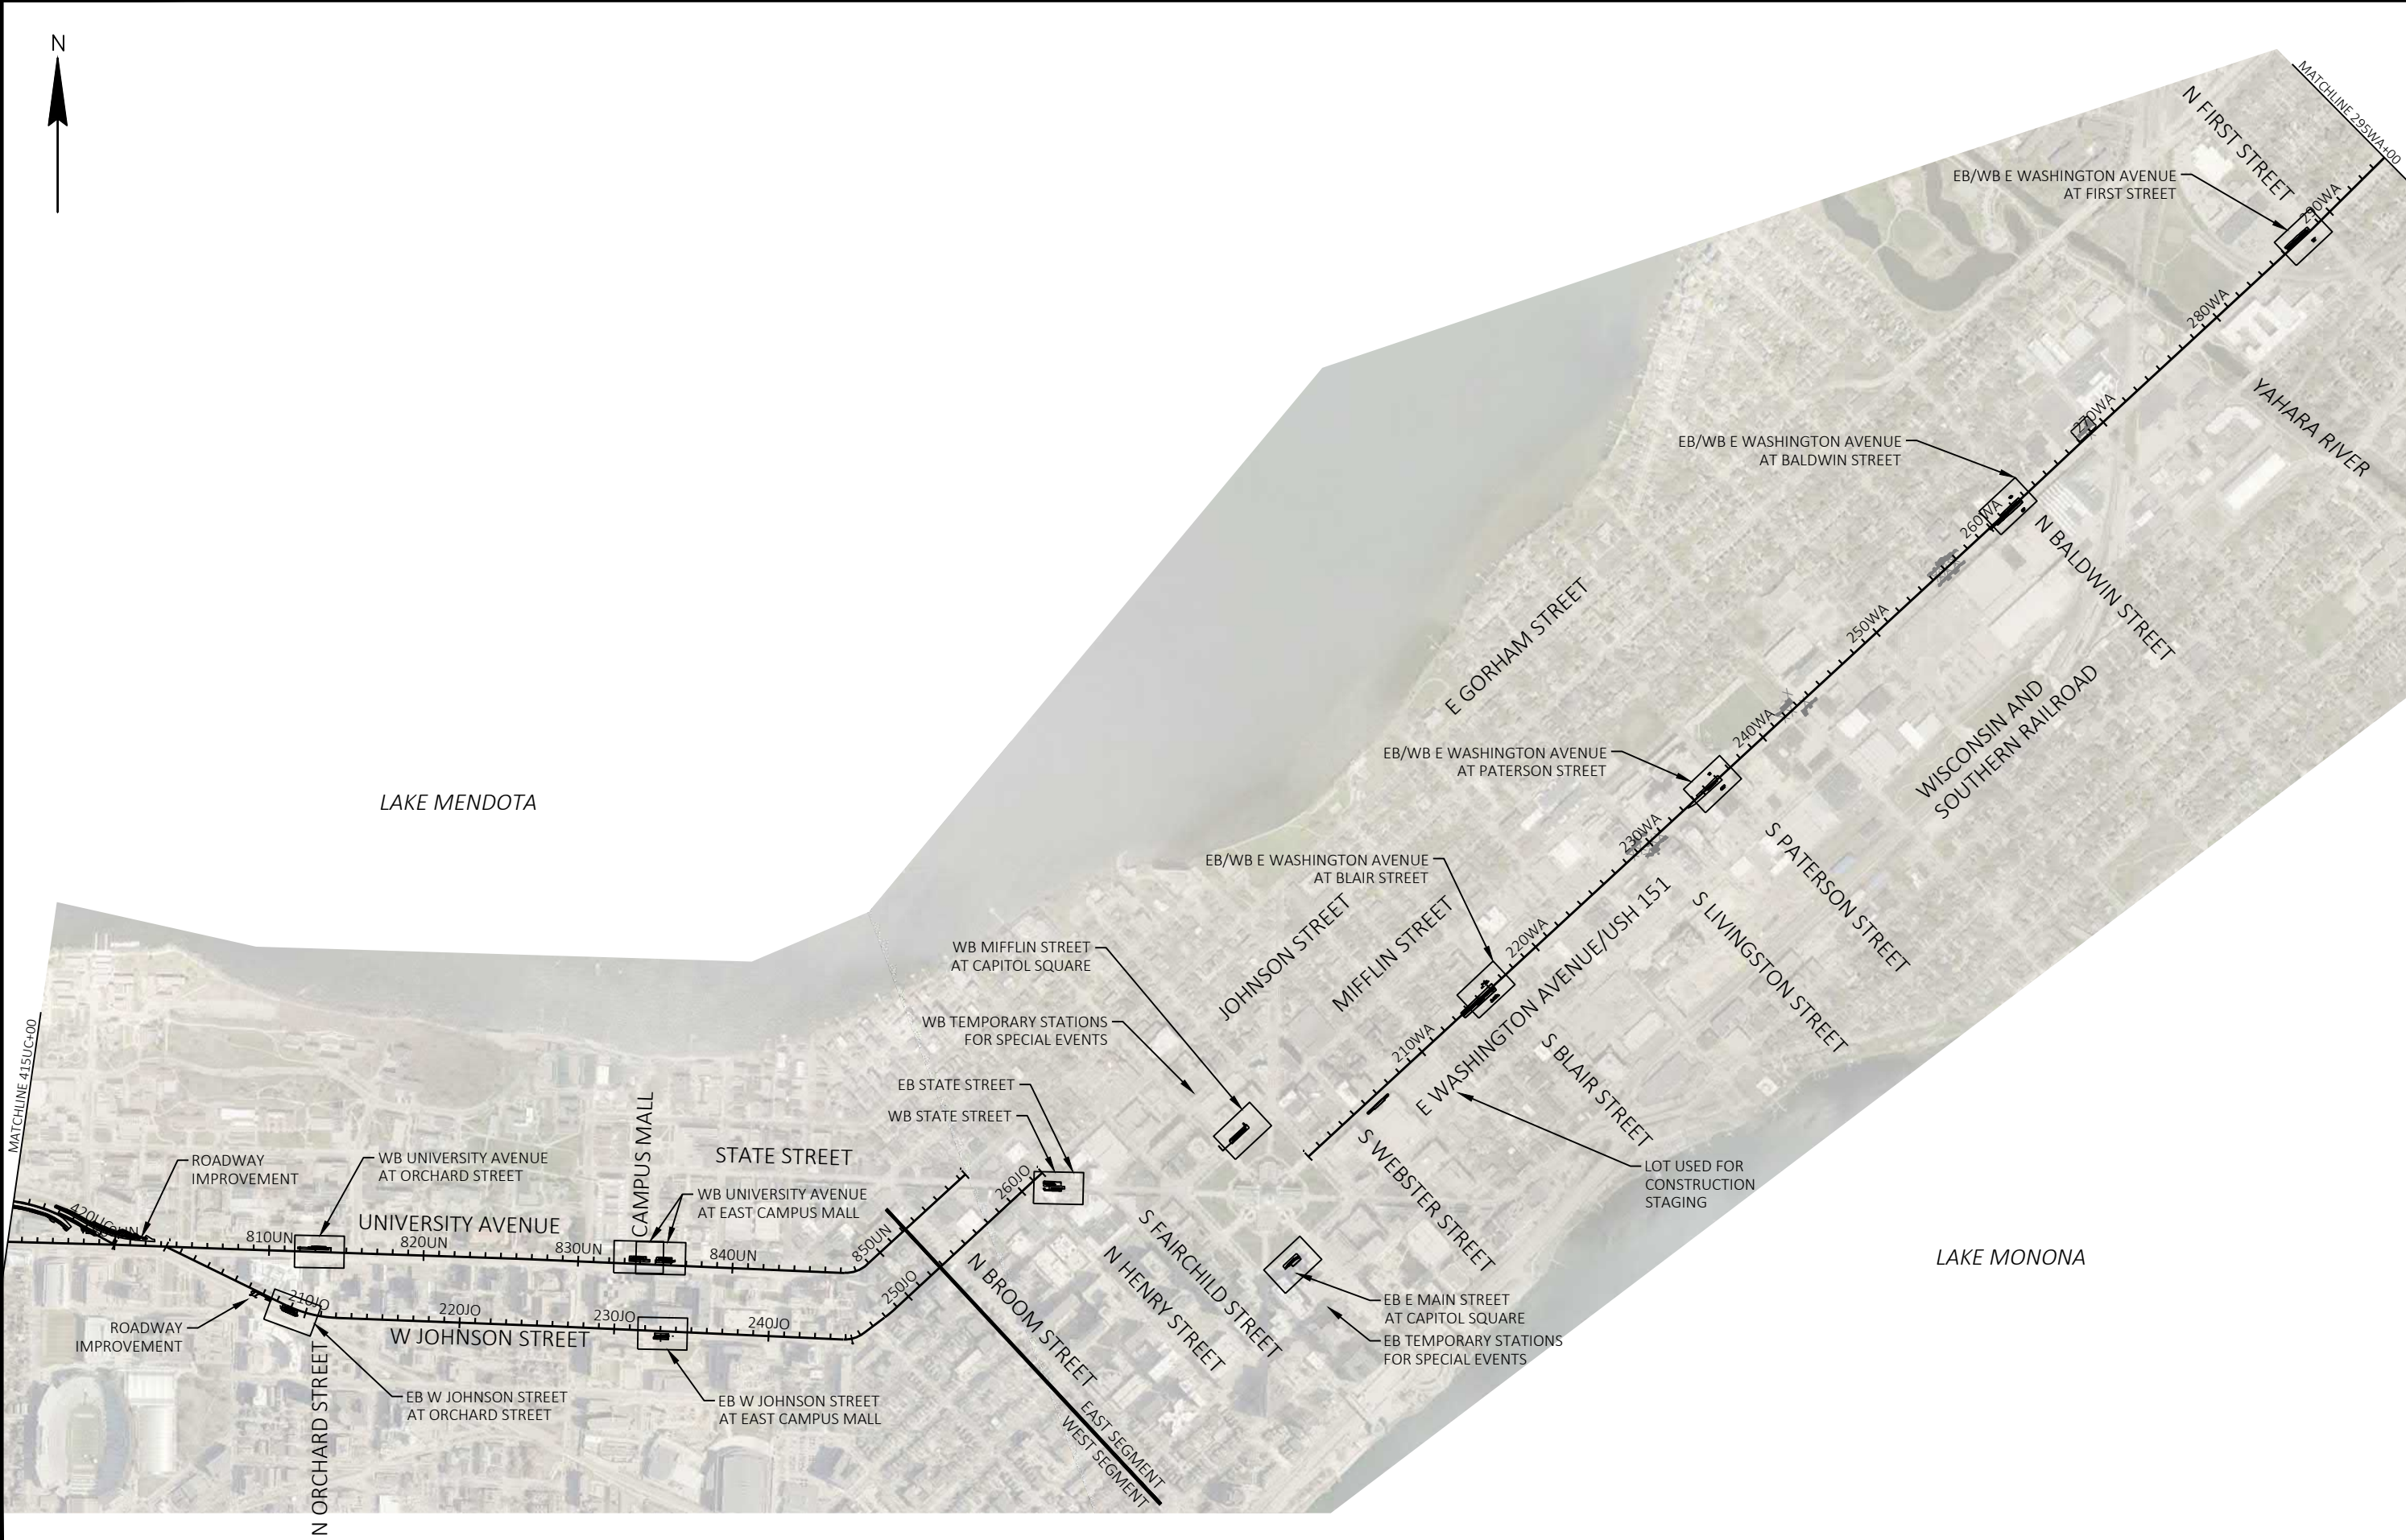 N
MATCHLINE 295WA+00
N FIRST STREET
EB/WB E WASHINGTON AVENUE
AT FIRST STREET
290WA
280WA
YAHARA RIVER
270WA
EB/WB E WASHINGTON AVENUE
AT BALDWIN STREET
260WA
N BALDWIN STREET
250WA
E GORHAM STREET
WISCONSIN AND
SOUTHERN RAILROAD
240WA
EB/WB E WASHINGTON AVENUE
AT PATERSON STREET
LAKE MENDOTA
230WA
S PATERSON STREET
EB/WB E WASHINGTON AVENUE
AT BLAIR STREET
E WASHINGTON AVENUE/USH 151
S LIVINGSTON STREET
JOHNSON STREET
MIFFLIN STREET
220WA
WB MIFFLIN STREET
AT CAPITOL SQUARE
WB TEMPORARY STATIONS
FOR SPECIAL EVENTS
210WA
S BLAIR STREET
MATCHLINE 415UC+00
EB STATE STREET
WB STATE STREET
CAMPUS MALL
STATE STREET
S WEBSTER STREET
LOT USED FOR
CONSTRUCTION
STAGING
ROADWAY
IMPROVEMENT
WB UNIVERSITY AVENUE
AT ORCHARD STREET
WB UNIVERSITY AVENUE
AT EAST CAMPUS MALL
260JO
420UC
UNIVERSITY AVENUE
810UN
820UN
830UN
840UN
850UN
S FAIRCHILD STREET
N HENRY STREET
N BROOM STREET
LAKE MONONA
250JO
210JO
220JO
230JO
240JO
W JOHNSON STREET
EB E MAIN STREET
AT CAPITOL SQUARE
EB TEMPORARY STATIONS
FOR SPECIAL EVENTS
ROADWAY
IMPROVEMENT
N ORCHARD STREET
EB W JOHNSON STREET
AT ORCHARD STREET
EB W JOHNSON STREET
AT EAST CAMPUS MALL
EAST SEGMENT
WEST SEGMENT